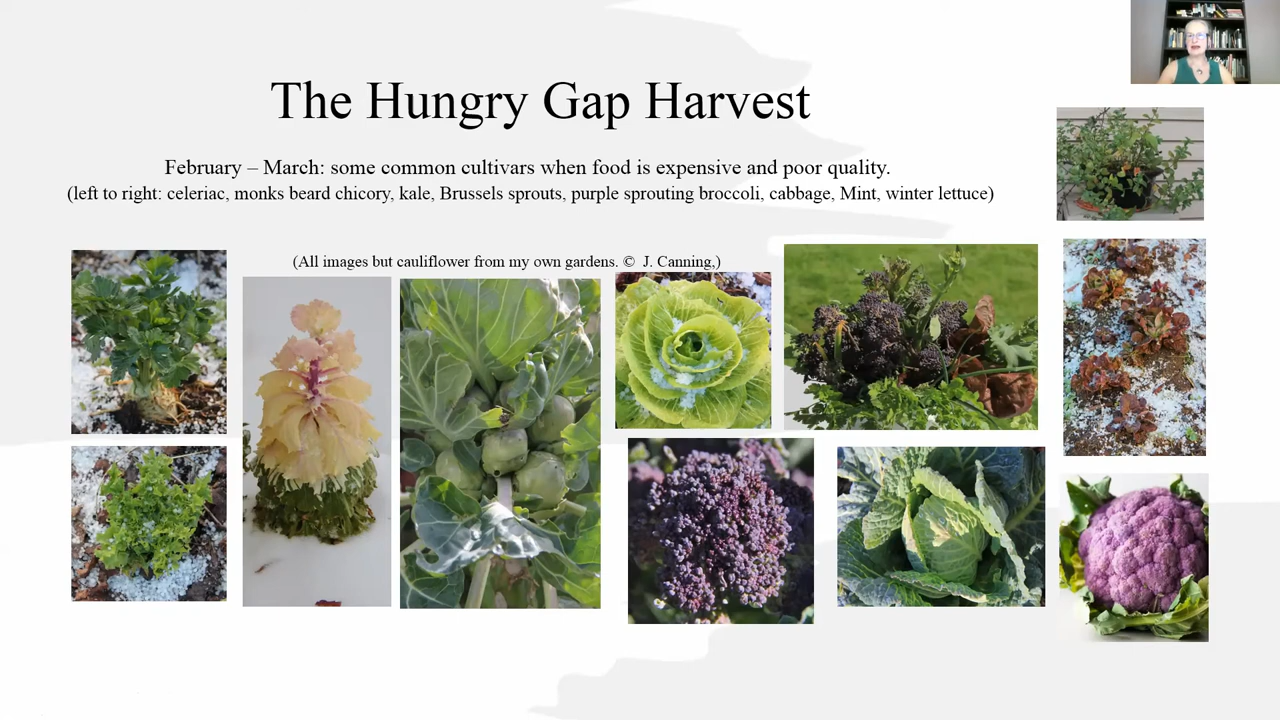 The Hungry Gap Harvest
February – March: some common cultivars when food is expensive and poor quality.
(left to right: celeriac, monks beard chicory, kale, Brussels sprouts, purple sprouting broccoli, cabbage, Mint, winter lettuce)
(All images but cauliflower from my own gardens. © J. Canning,)